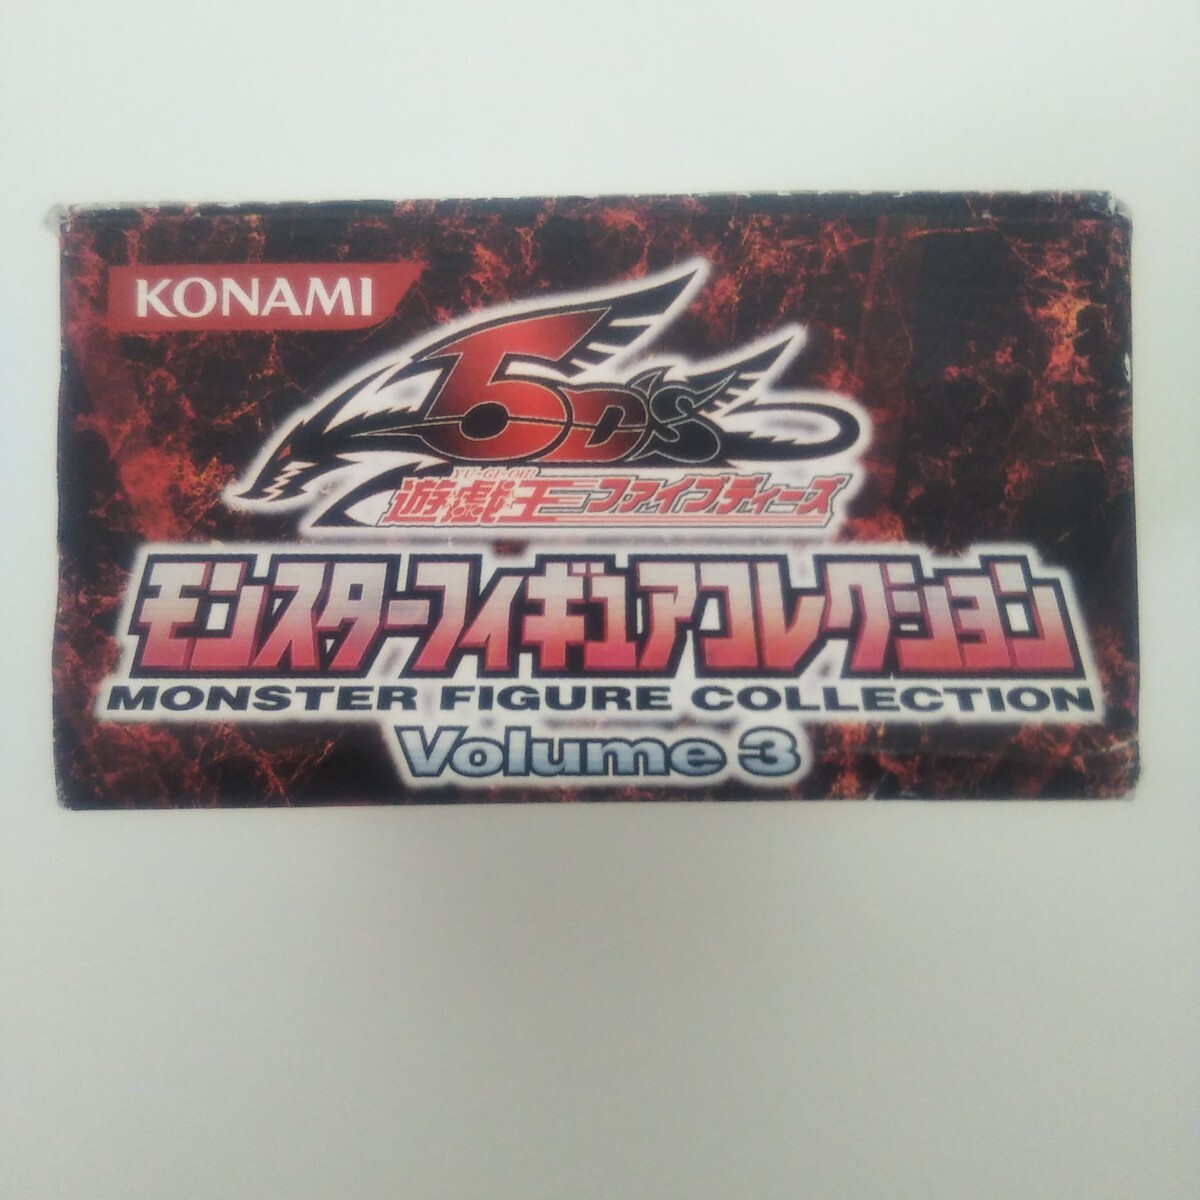 KONAMI
5D's
YU-GI-OH!
遊☆戯☆王ファイブディーズ
モンスターフィギュアコレクション
MONSTER FIGURE COLLECTION
Volume 3